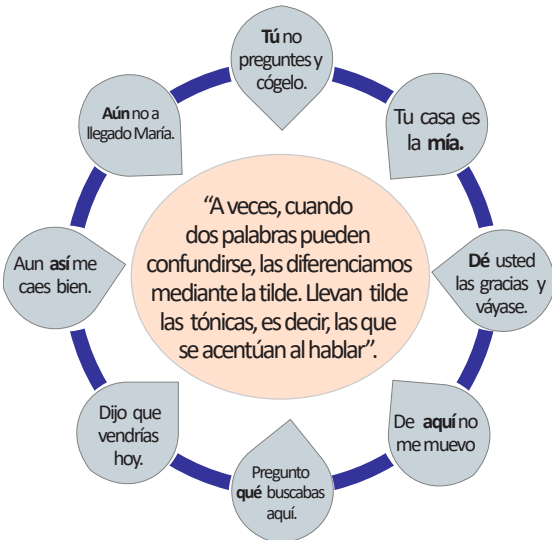 Tú no
preguntes y
cógelo.
Tu casa es
la mía.
Dé usted
las gracias y
váyase.
De aquí no
me muevo
Pregunto
qué buscabas
aquí.
Dijo que
vendrías
hoy.
Aun así me
caes bien.
Aún no a
llegado María.
“A veces, cuando
dos palabras pueden
confundirse, las diferenciamos
mediante la tilde. Llevan tilde
las tónicas, es decir, las que
se acentúan al hablar”.